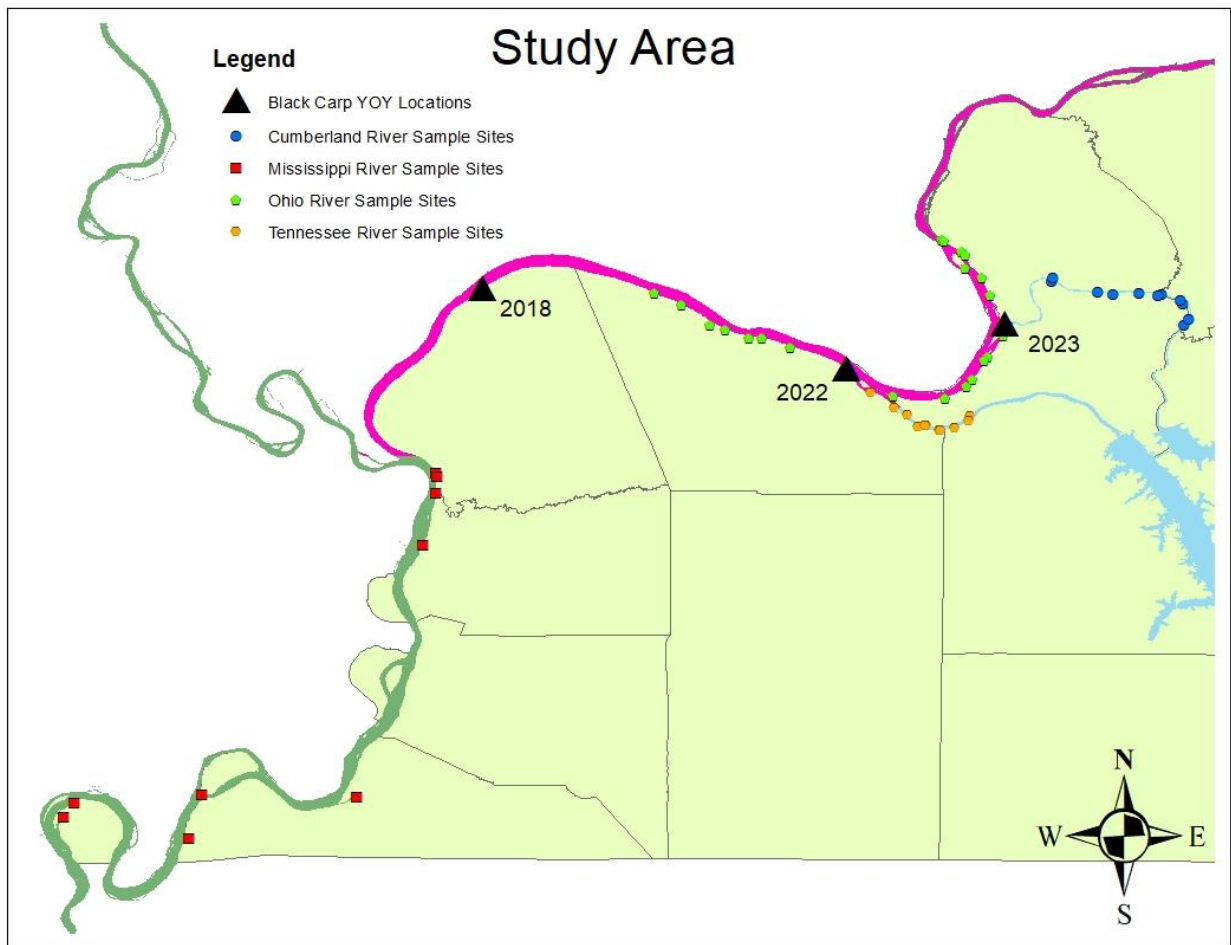 Study Area
Legend
Black Carp YOY Locations
Cumberland River Sample Sites
Mississippi River Sample Sites
Ohio River Sample Sites
Tennessee River Sample Sites
2018
2023
2022
N
W E
S